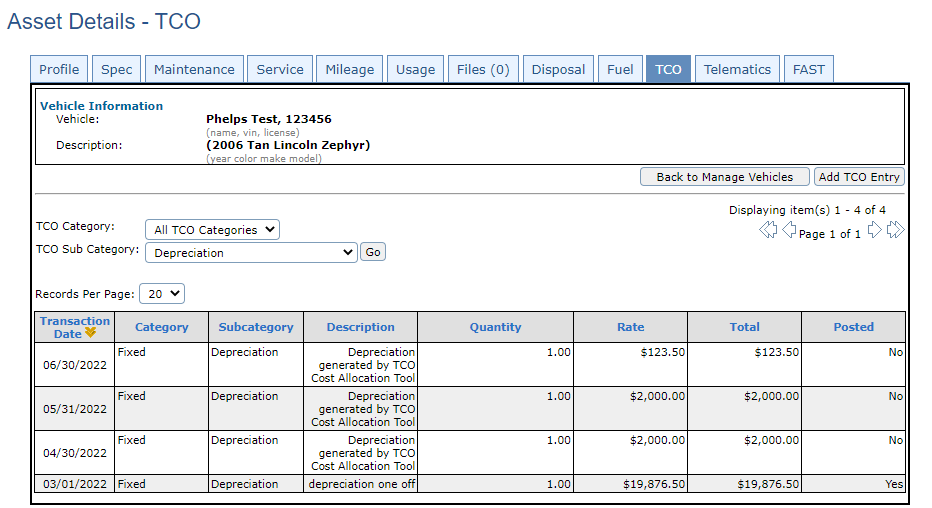 Asset Details - TCO
Profile Spec Maintenance Service Mileage Usage Files (0) Disposal Fuel TCO Telematics FAST
Vehicle Information
Vehicle: Phelps Test, 123456
(name, vin, license)
Description: (2006 Tan Lincoln Zephyr)
(year color make model)
Back to Manage Vehicles Add TCO Entry
Displaying item(s) 1 - 4 of 4
TCO Category: All TCO Categories
Page 1 of 1
TCO Sub Category: Depreciation Go
Records Per Page: 20
Transaction Date Category Subcategory Description Quantity Rate Total Posted
06/30/2022 Fixed Depreciation Depreciation generated by TCO Cost Allocation Tool 1.00 $123.50 $123.50 No
05/31/2022 Fixed Depreciation Depreciation generated by TCO Cost Allocation Tool 1.00 $2,000.00 $2,000.00 No
04/30/2022 Fixed Depreciation Depreciation generated by TCO Cost Allocation Tool 1.00 $2,000.00 $2,000.00 No
03/01/2022 Fixed Depreciation depreciation one off 1.00 $19,876.50 $19,876.50 Yes